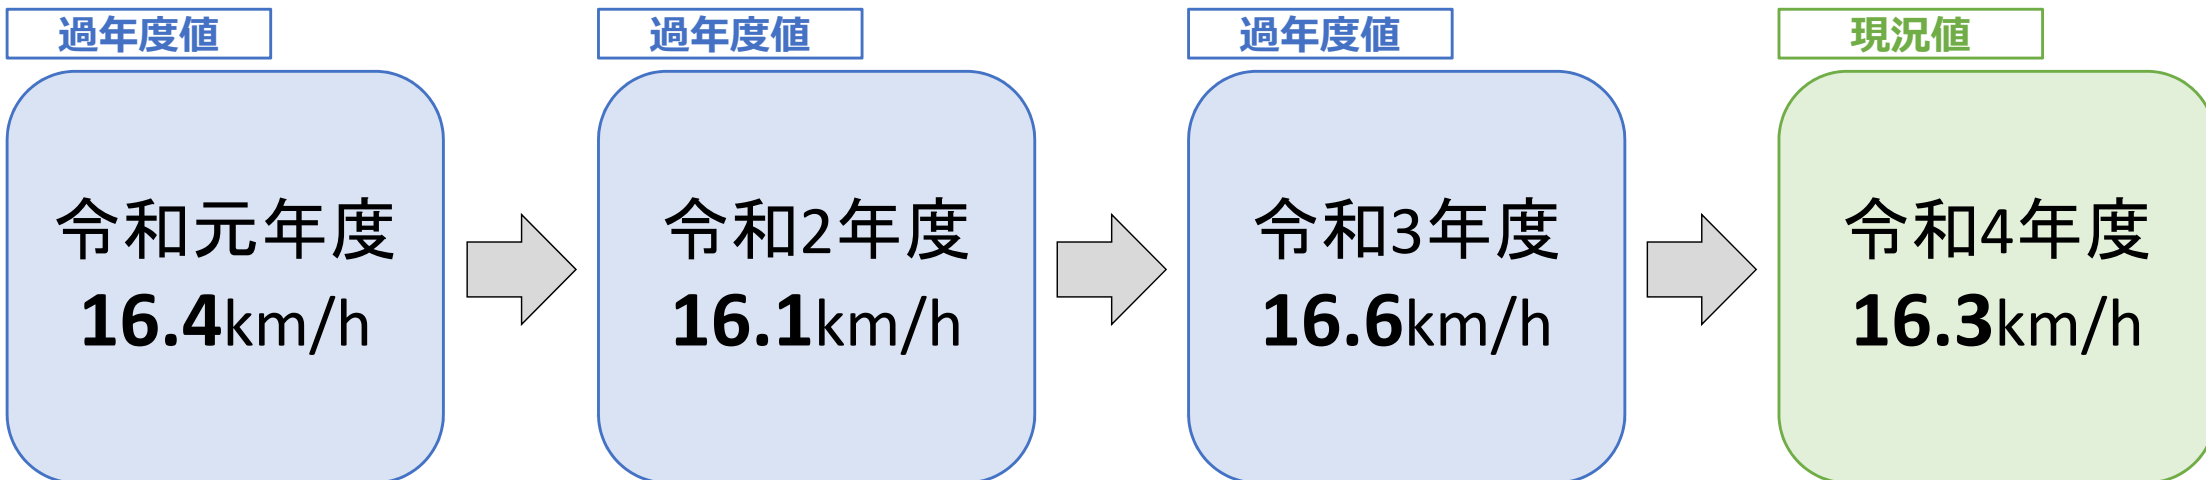 過年度値
令和元年度
16.4km/h
過年度値
令和2年度
16.1km/h
過年度値
令和3年度
16.6km/h
現況値
令和4年度
16.3km/h